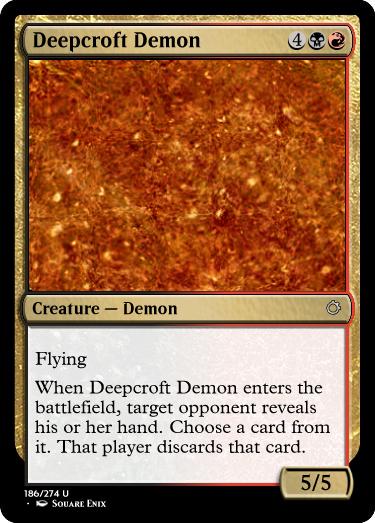 Deepcroft Demon 4
Creature — Demon
Flying
When Deepcroft Demon enters the
battlefield, target opponent reveals
his or her hand. Choose a card from
it. That player discards that card.
5/5
186/274 U
· Square Enix